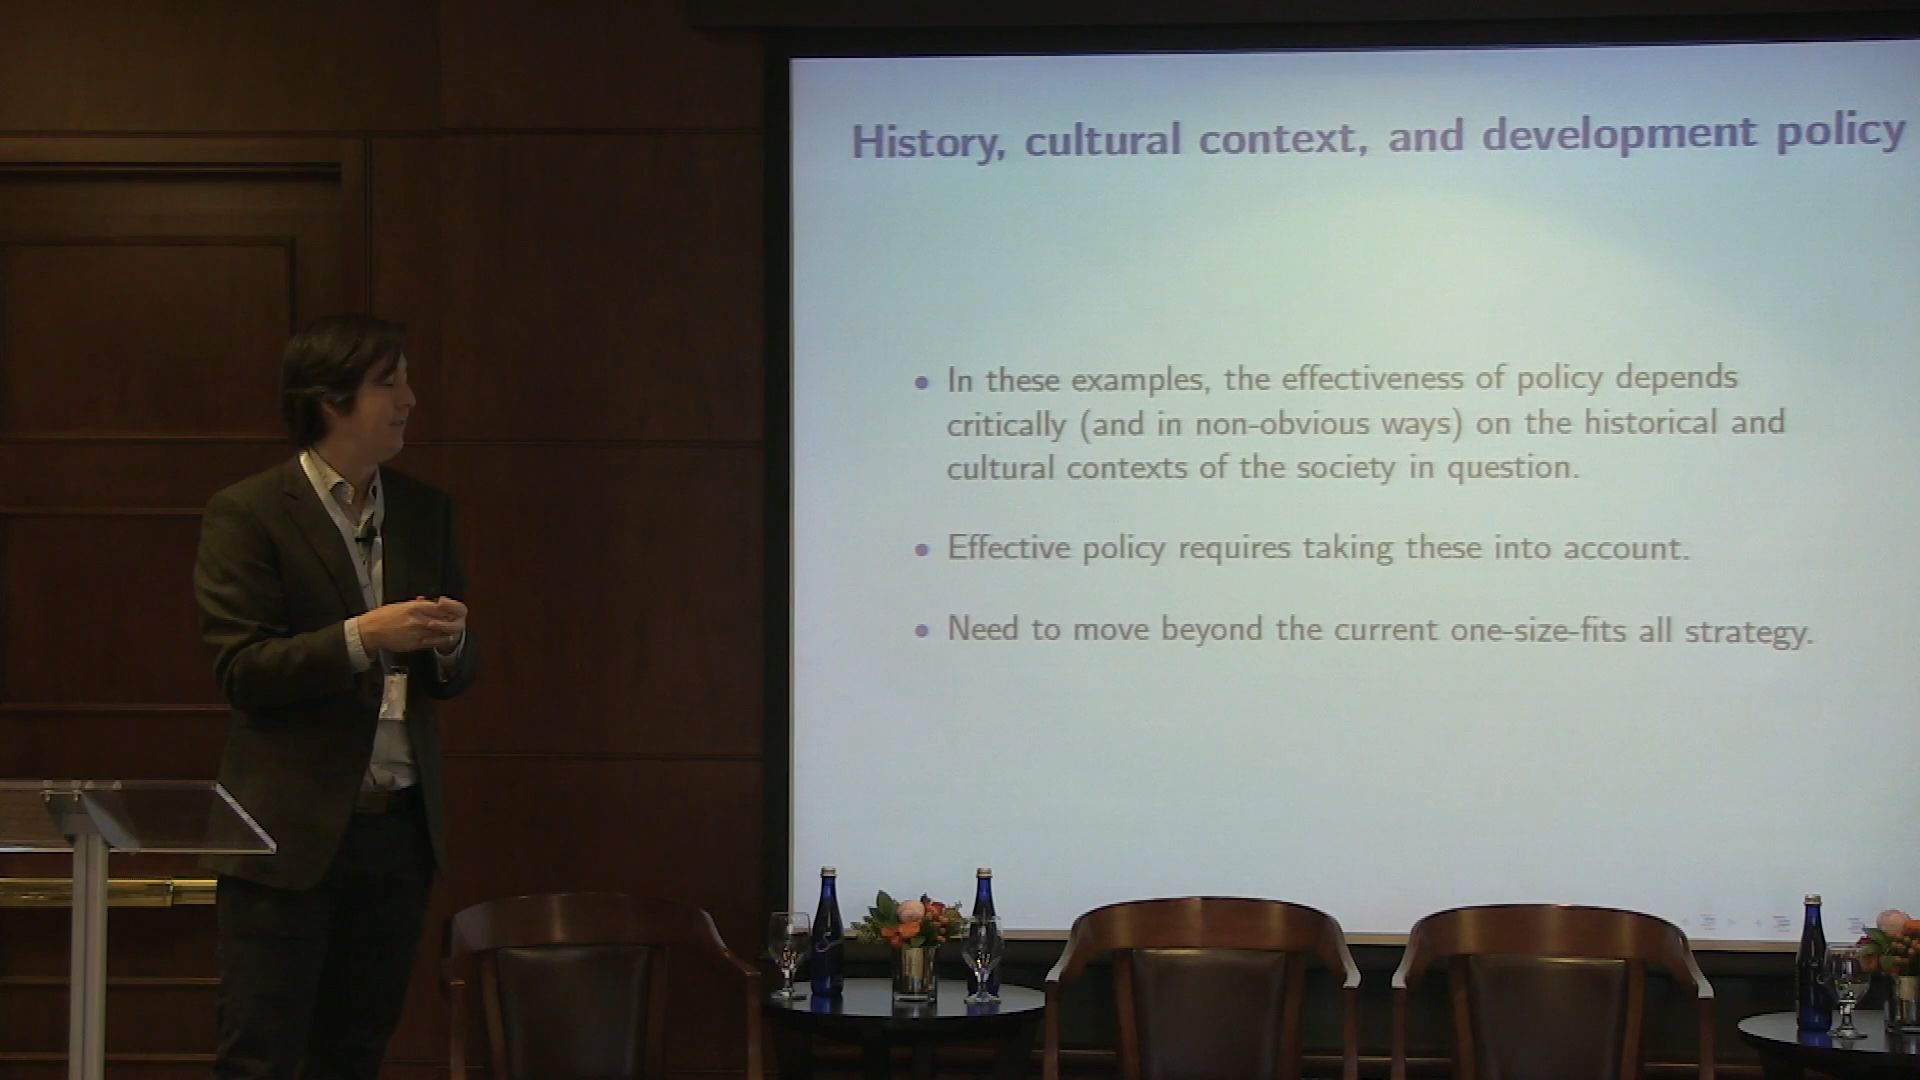 History, cultural context, and development policy
• In these examples, the effectiveness of policy depends
critically (and in non-obvious ways) on the historical and
cultural contexts of the society in question.
• Effective policy requires taking these into account.
• Need to move beyond the current one-size-fits all strategy.